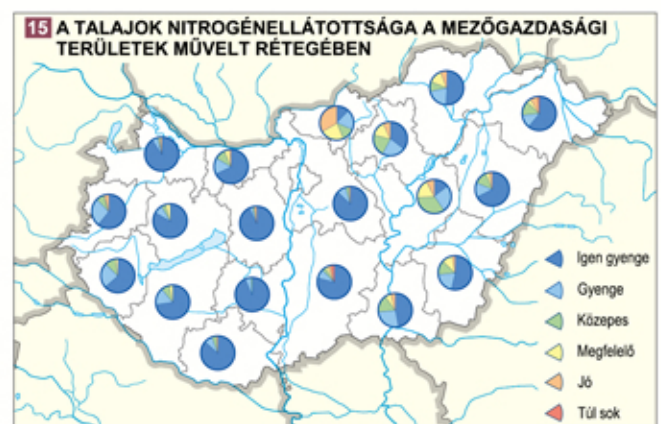 15 A TALAJOK NITROGÉNELLÁTOTTSÁGA A MEZŐGAZDASÁGI
TERÜLETEK MŰVELT RÉTEGÉBEN
Igen gyenge
Gyenge
Közepes
Megfelelő
Jó
Túl sok